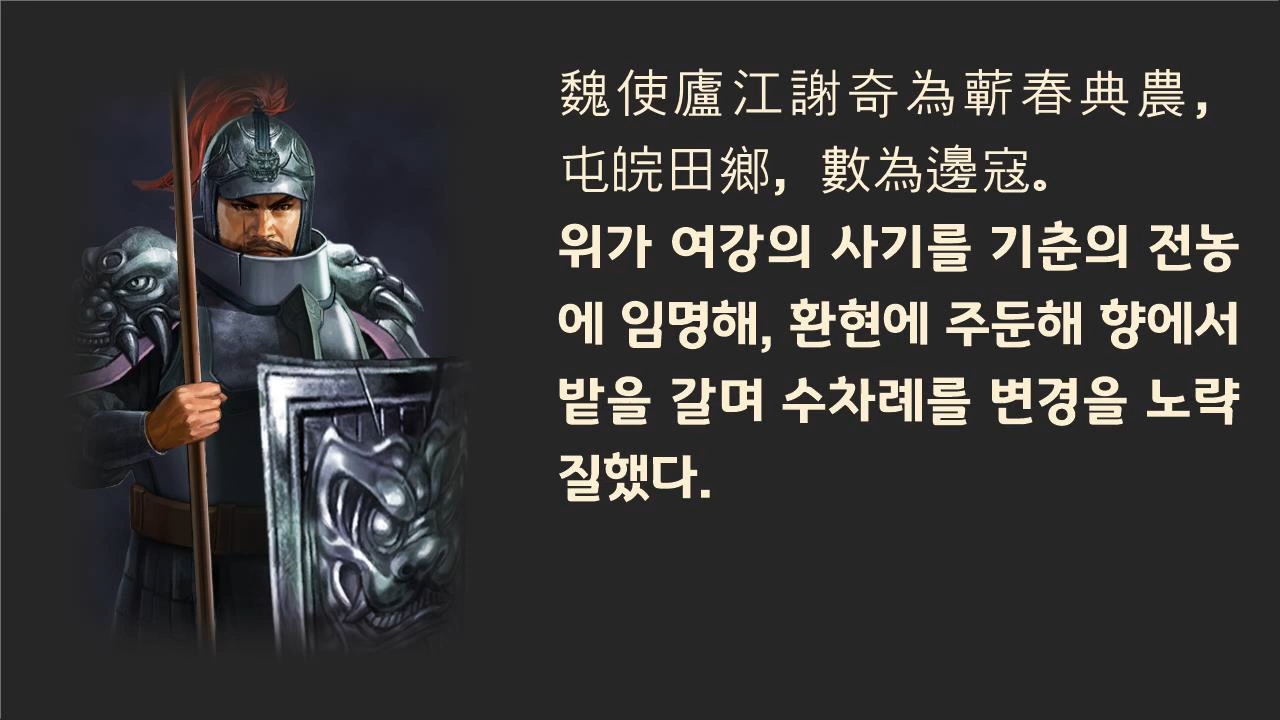 魏使廬江謝奇為蘄春典農,
屯皖田鄉, 數為邊寇。
위가 여강의 사기를 기춘의 전농
에 임명해, 환현에 주둔해 향에서
밭을 갈며 수차례를 변경을 노략
질했다.